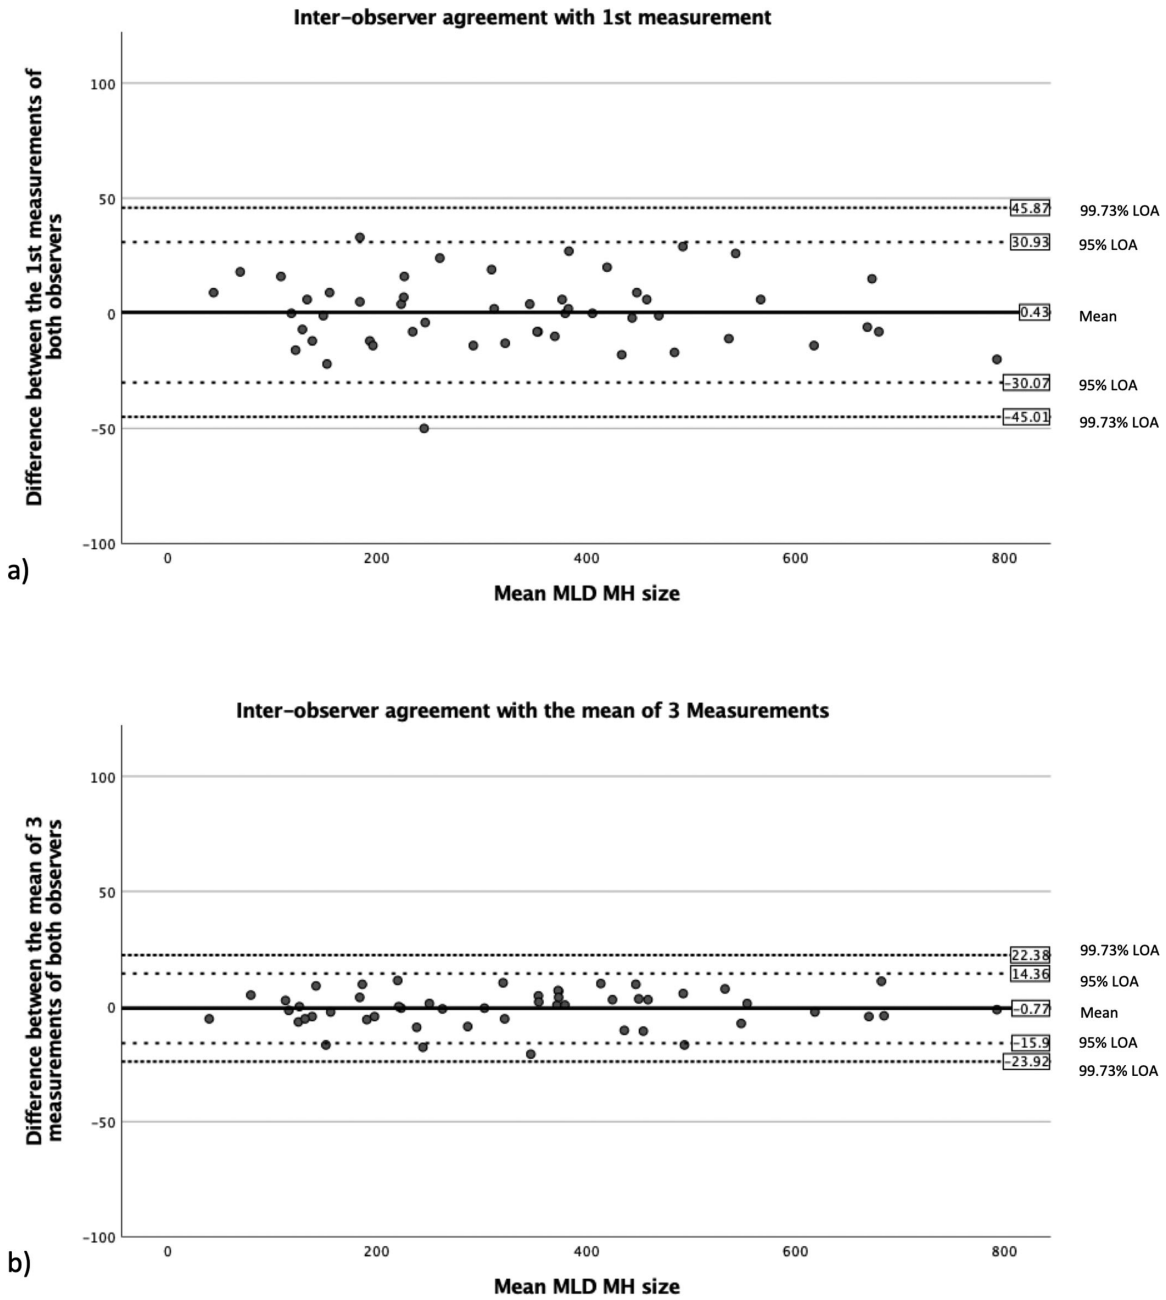 Inter-observer agreement with 1st measurement
Difference between the 1st measurements of
both observers
100
50
0
-50
-100
45.87
99.73% LOA
30.93
95% LOA
0.43
Mean
-30.07
95% LOA
-45.01
99.73% LOA
0
200
400
600
800
Mean MLD MH size
a)
Inter-observer agreement with the mean of 3 Measurements
Difference between the mean of 3
measurements of both observers
100
50
0
-50
-100
22.38
99.73% LOA
14.36
95% LOA
-0.77
Mean
-15.9
95% LOA
-23.92
99.73% LOA
0
200
400
600
800
Mean MLD MH size
b)